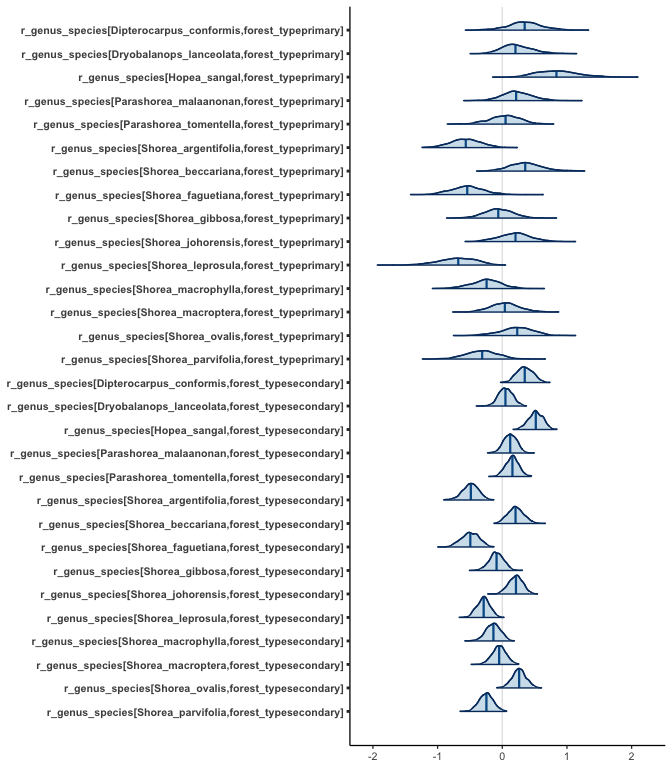 r_genus_species[Dipterocarpus_conformis,forest_typeprimary]
r_genus_species[Dryobalanops_lanceolata,forest_typeprimary]
r_genus_species[Hopea_sangal,forest_typeprimary]
r_genus_species[Parashorea_malaanonan,forest_typeprimary]
r_genus_species[Parashorea_tomentella,forest_typeprimary]
r_genus_species[Shorea_argentifolia,forest_typeprimary]
r_genus_species[Shorea_beccariana,forest_typeprimary]
r_genus_species[Shorea_faguetiana,forest_typeprimary]
r_genus_species[Shorea_gibbosa,forest_typeprimary]
r_genus_species[Shorea_johorensis,forest_typeprimary]
r_genus_species[Shorea_leprosula,forest_typeprimary]
r_genus_species[Shorea_macrophylla,forest_typeprimary]
r_genus_species[Shorea_macroptera,forest_typeprimary]
r_genus_species[Shorea_ovalis,forest_typeprimary]
r_genus_species[Shorea_parvifolia,forest_typeprimary]
r_genus_species[Dipterocarpus_conformis,forest_typesecondary]
r_genus_species[Dryobalanops_lanceolata,forest_typesecondary]
r_genus_species[Hopea_sangal,forest_typesecondary]
r_genus_species[Parashorea_malaanonan,forest_typesecondary]
r_genus_species[Parashorea_tomentella,forest_typesecondary]
r_genus_species[Shorea_argentifolia,forest_typesecondary]
r_genus_species[Shorea_beccariana,forest_typesecondary]
r_genus_species[Shorea_faguetiana,forest_typesecondary]
r_genus_species[Shorea_gibbosa,forest_typesecondary]
r_genus_species[Shorea_johorensis,forest_typesecondary]
r_genus_species[Shorea_leprosula,forest_typesecondary]
r_genus_species[Shorea_macrophylla,forest_typesecondary]
r_genus_species[Shorea_macroptera,forest_typesecondary]
r_genus_species[Shorea_ovalis,forest_typesecondary]
r_genus_species[Shorea_parvifolia,forest_typesecondary]
-2 -1 0 1 2